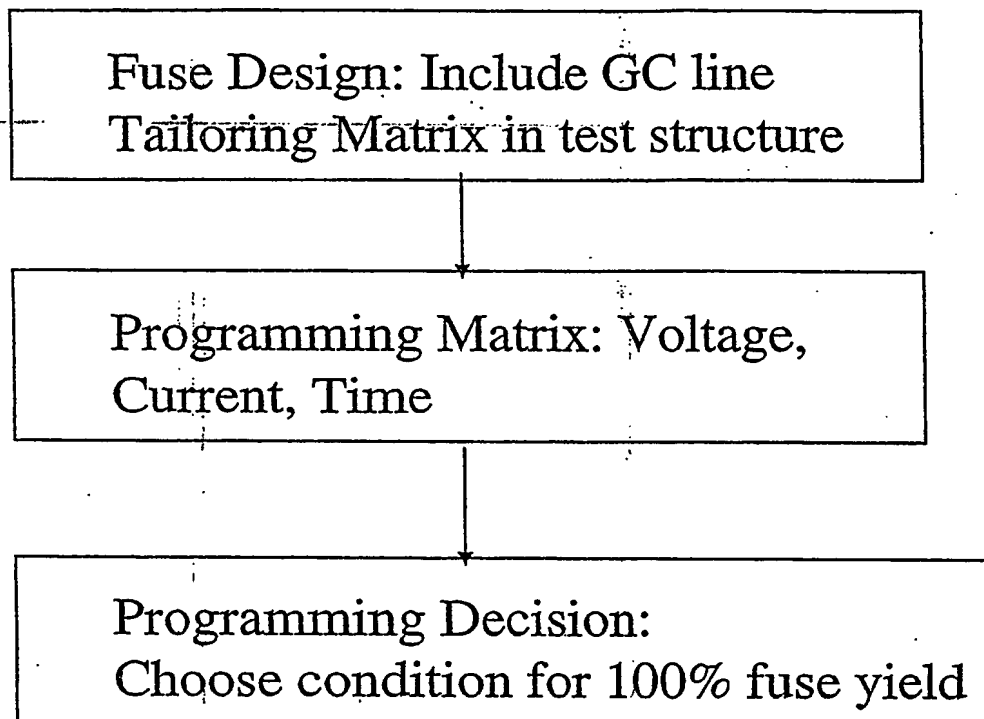 Fuse Design: Include GC line
Tailoring Matrix in test structure
Programming Matrix: Voltage,
Current, Time
Programming Decision:
Choose condition for 100% fuse yield